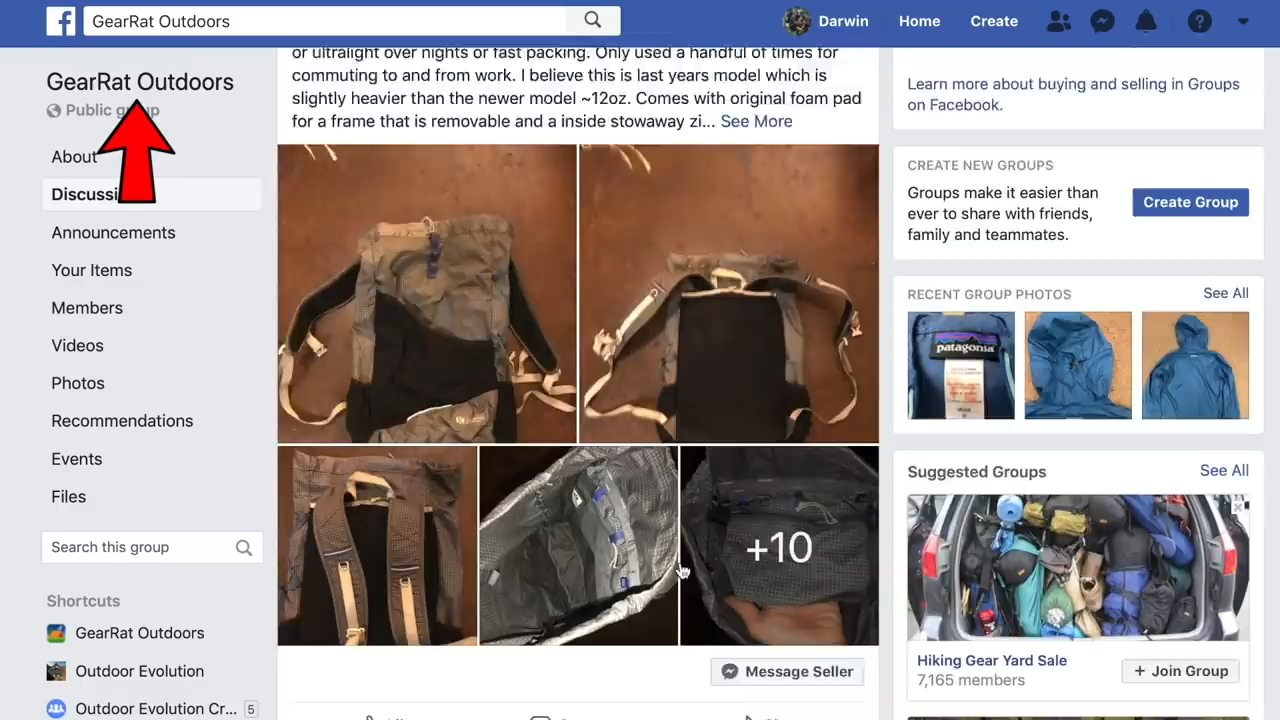 GearRat Outdoors
Darwin
Home
Create
GearRat Outdoors
Public group
About
Discussi
Announcements
Your Items
Members
Videos
Photos
Recommendations
Events
Files
Search this group
Shortcuts
GearRat Outdoors
Outdoor Evolution
Outdoor Evolution Cr... 5
or ultralight over nights or fast packing. Only used a handful of times for
commuting to and from work. I believe this is last years model which is
slightly heavier than the newer model ~12oz. Comes with original foam pad
for a frame that is removable and a inside stowaway zi... See More
+10
Message Seller
Learn more about buying and selling in Groups
on Facebook.
CREATE NEW GROUPS
Groups make it easier than
ever to share with friends,
family and teammates.
Create Group
RECENT GROUP PHOTOS
See All
patagonia
Suggested Groups
See All
Hiking Gear Yard Sale
7,165 members
+ Join Group